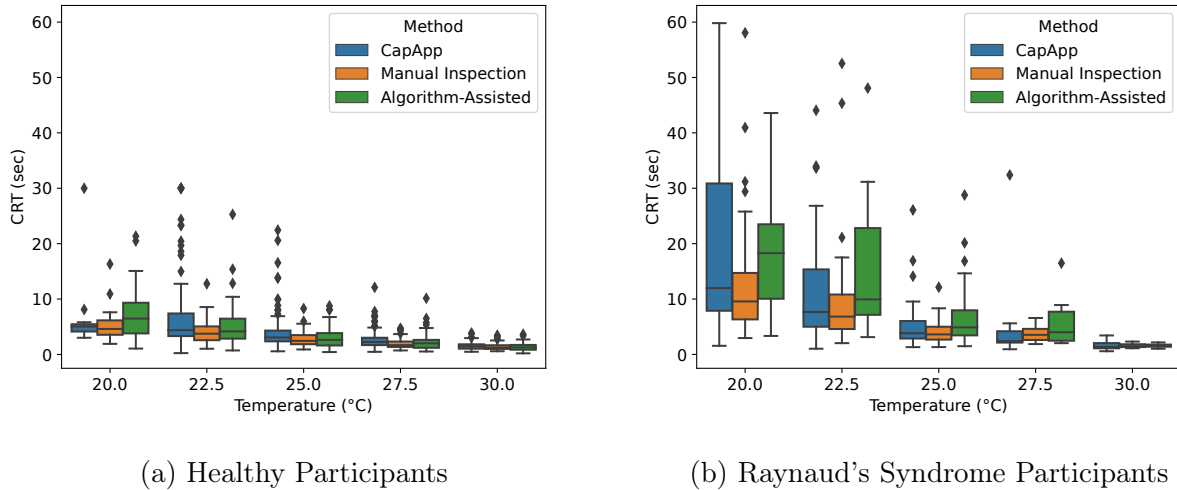 60
50
40
30
20
10
0
CRT (sec)
20.0
22.5
25.0
27.5
30.0
Temperature (°C)
Method
CapApp
Manual Inspection
Algorithm-Assisted
(a) Healthy Participants
60
50
40
30
20
10
0
CRT (sec)
20.0
22.5
25.0
27.5
30.0
Temperature (°C)
Method
CapApp
Manual Inspection
Algorithm-Assisted
(b) Raynaud's Syndrome Participants